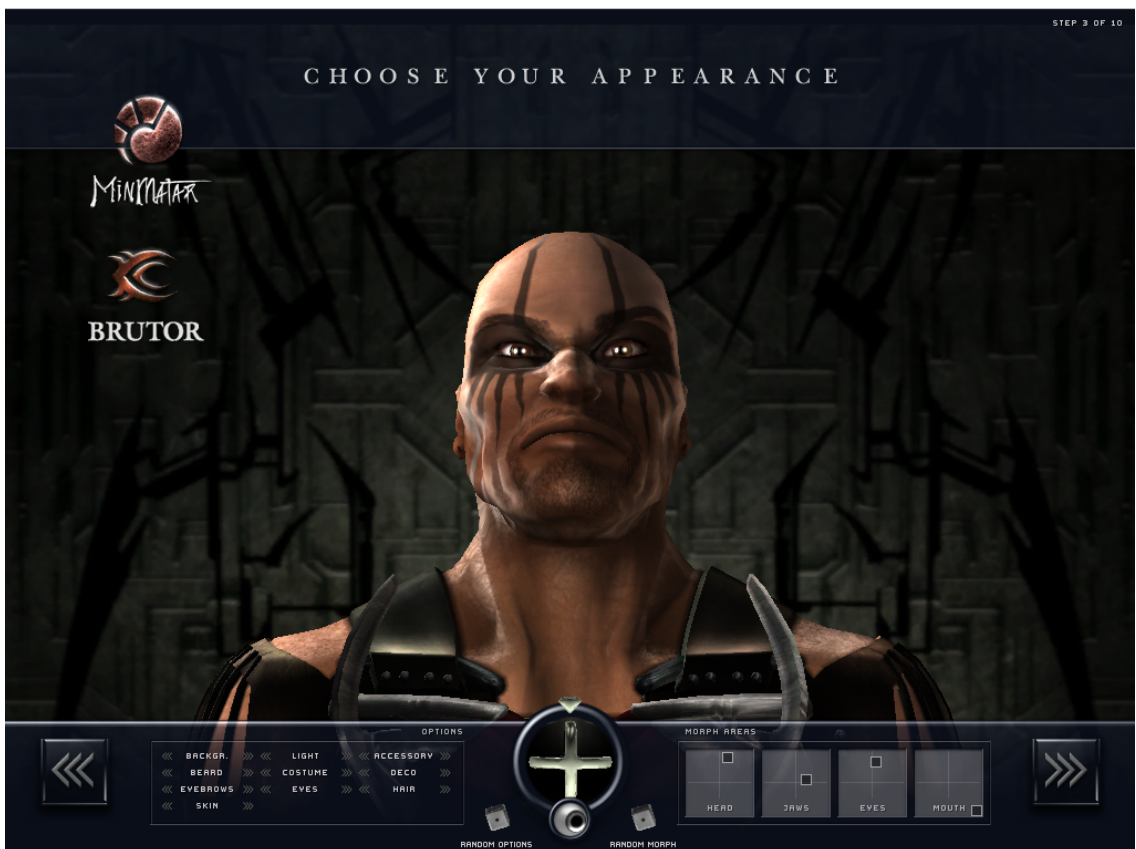 STEP 3 OF 10
CHOOSE YOUR APPEARANCE
MINMATAR
BRUTOR
OPTIONS
MORPH AREAS
BACKGR. LIGHT ACCESSORY
BEARD COSTUME DECO
EYEBROWS EYES HAIR
SKIN
HEAD JAWS EYES MOUTH
RANDOM OPTIONS RANDOM MORPH